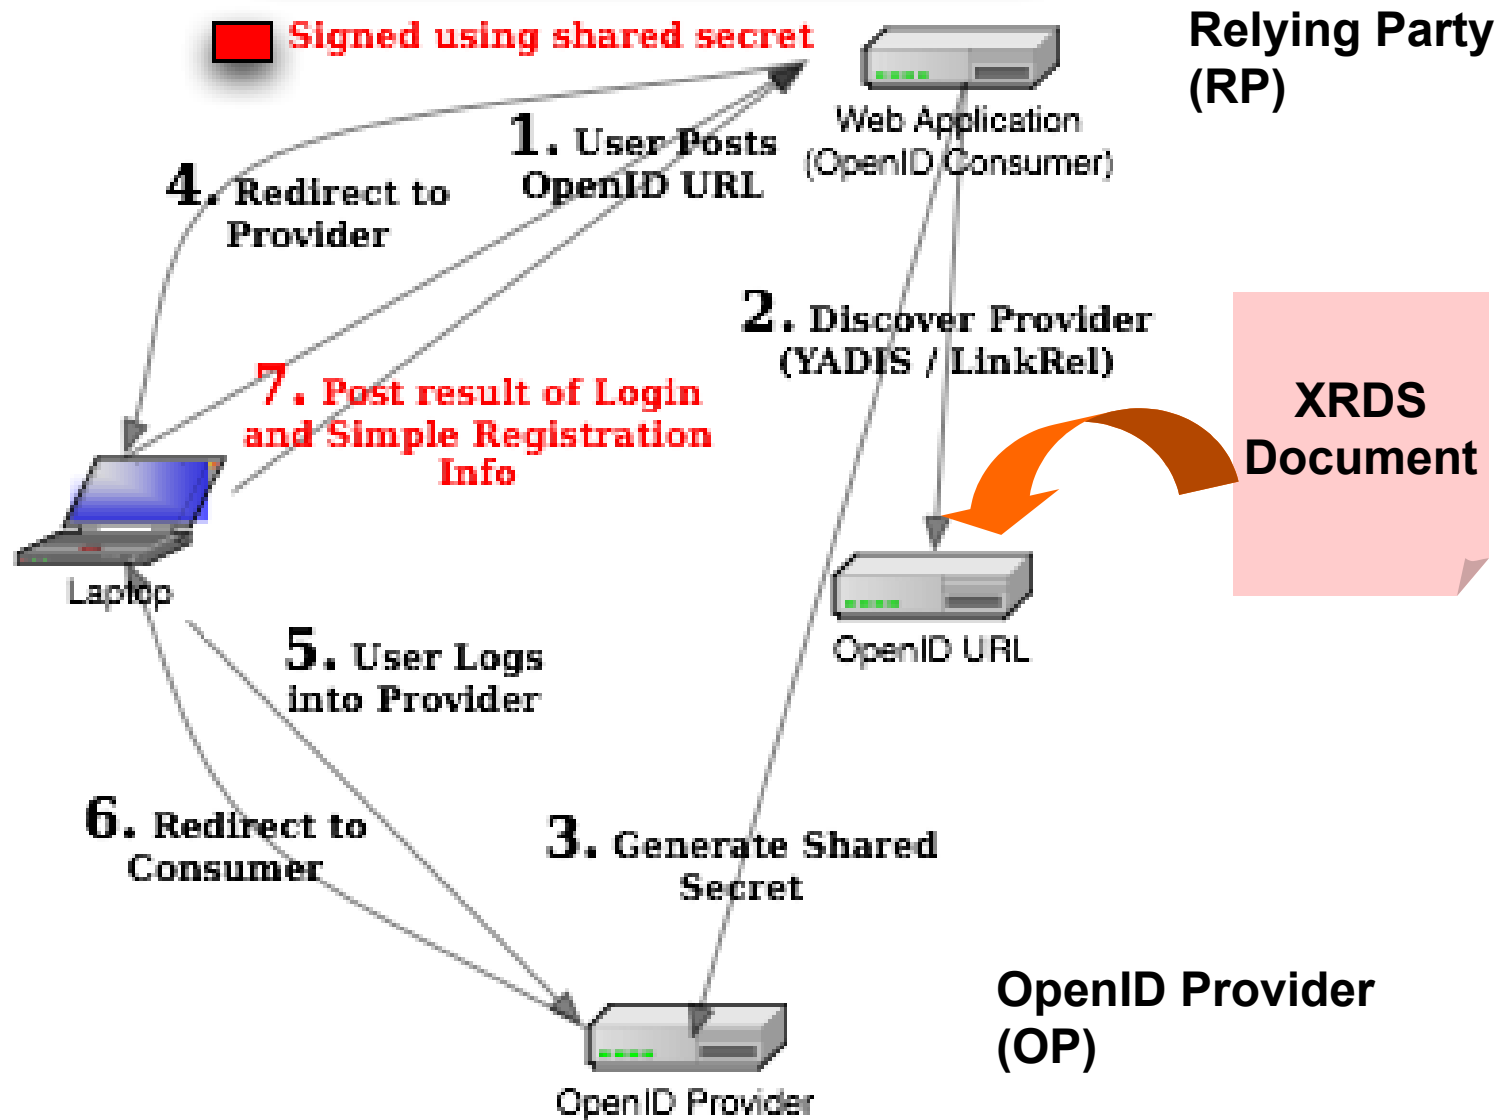 Signed using shared secret
Relying Party
(RP)
Web Application
(OpenID Consumer)
1. User Posts
OpenID URL
4. Redirect to
Provider
2. Discover Provider
(YADIS / LinkRel)
XRDS
Document
7. Post result of Login
and Simple Registration
Info
Laptop
OpenID URL
5. User Logs
into Provider
6. Redirect to
Consumer
3. Generate Shared
Secret
OpenID Provider
(OP)
OpenID Provider